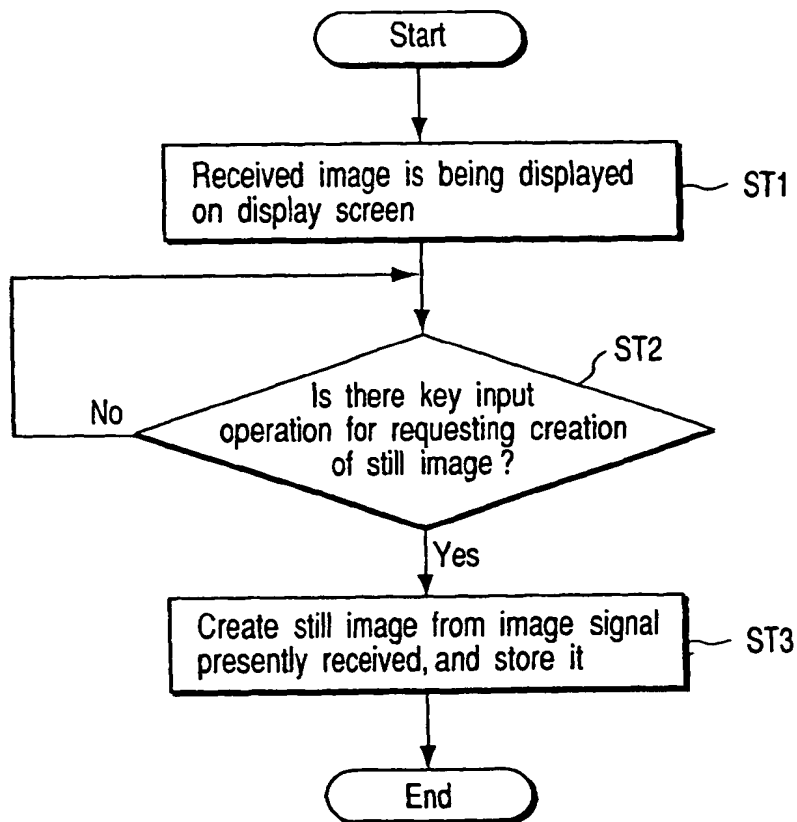 Start
Received image is being displayed
on display screen
ST1
ST2
Is there key input
operation for requesting creation
of still image?
No
Yes
Create still image from image signal
presently received, and store it
ST3
End